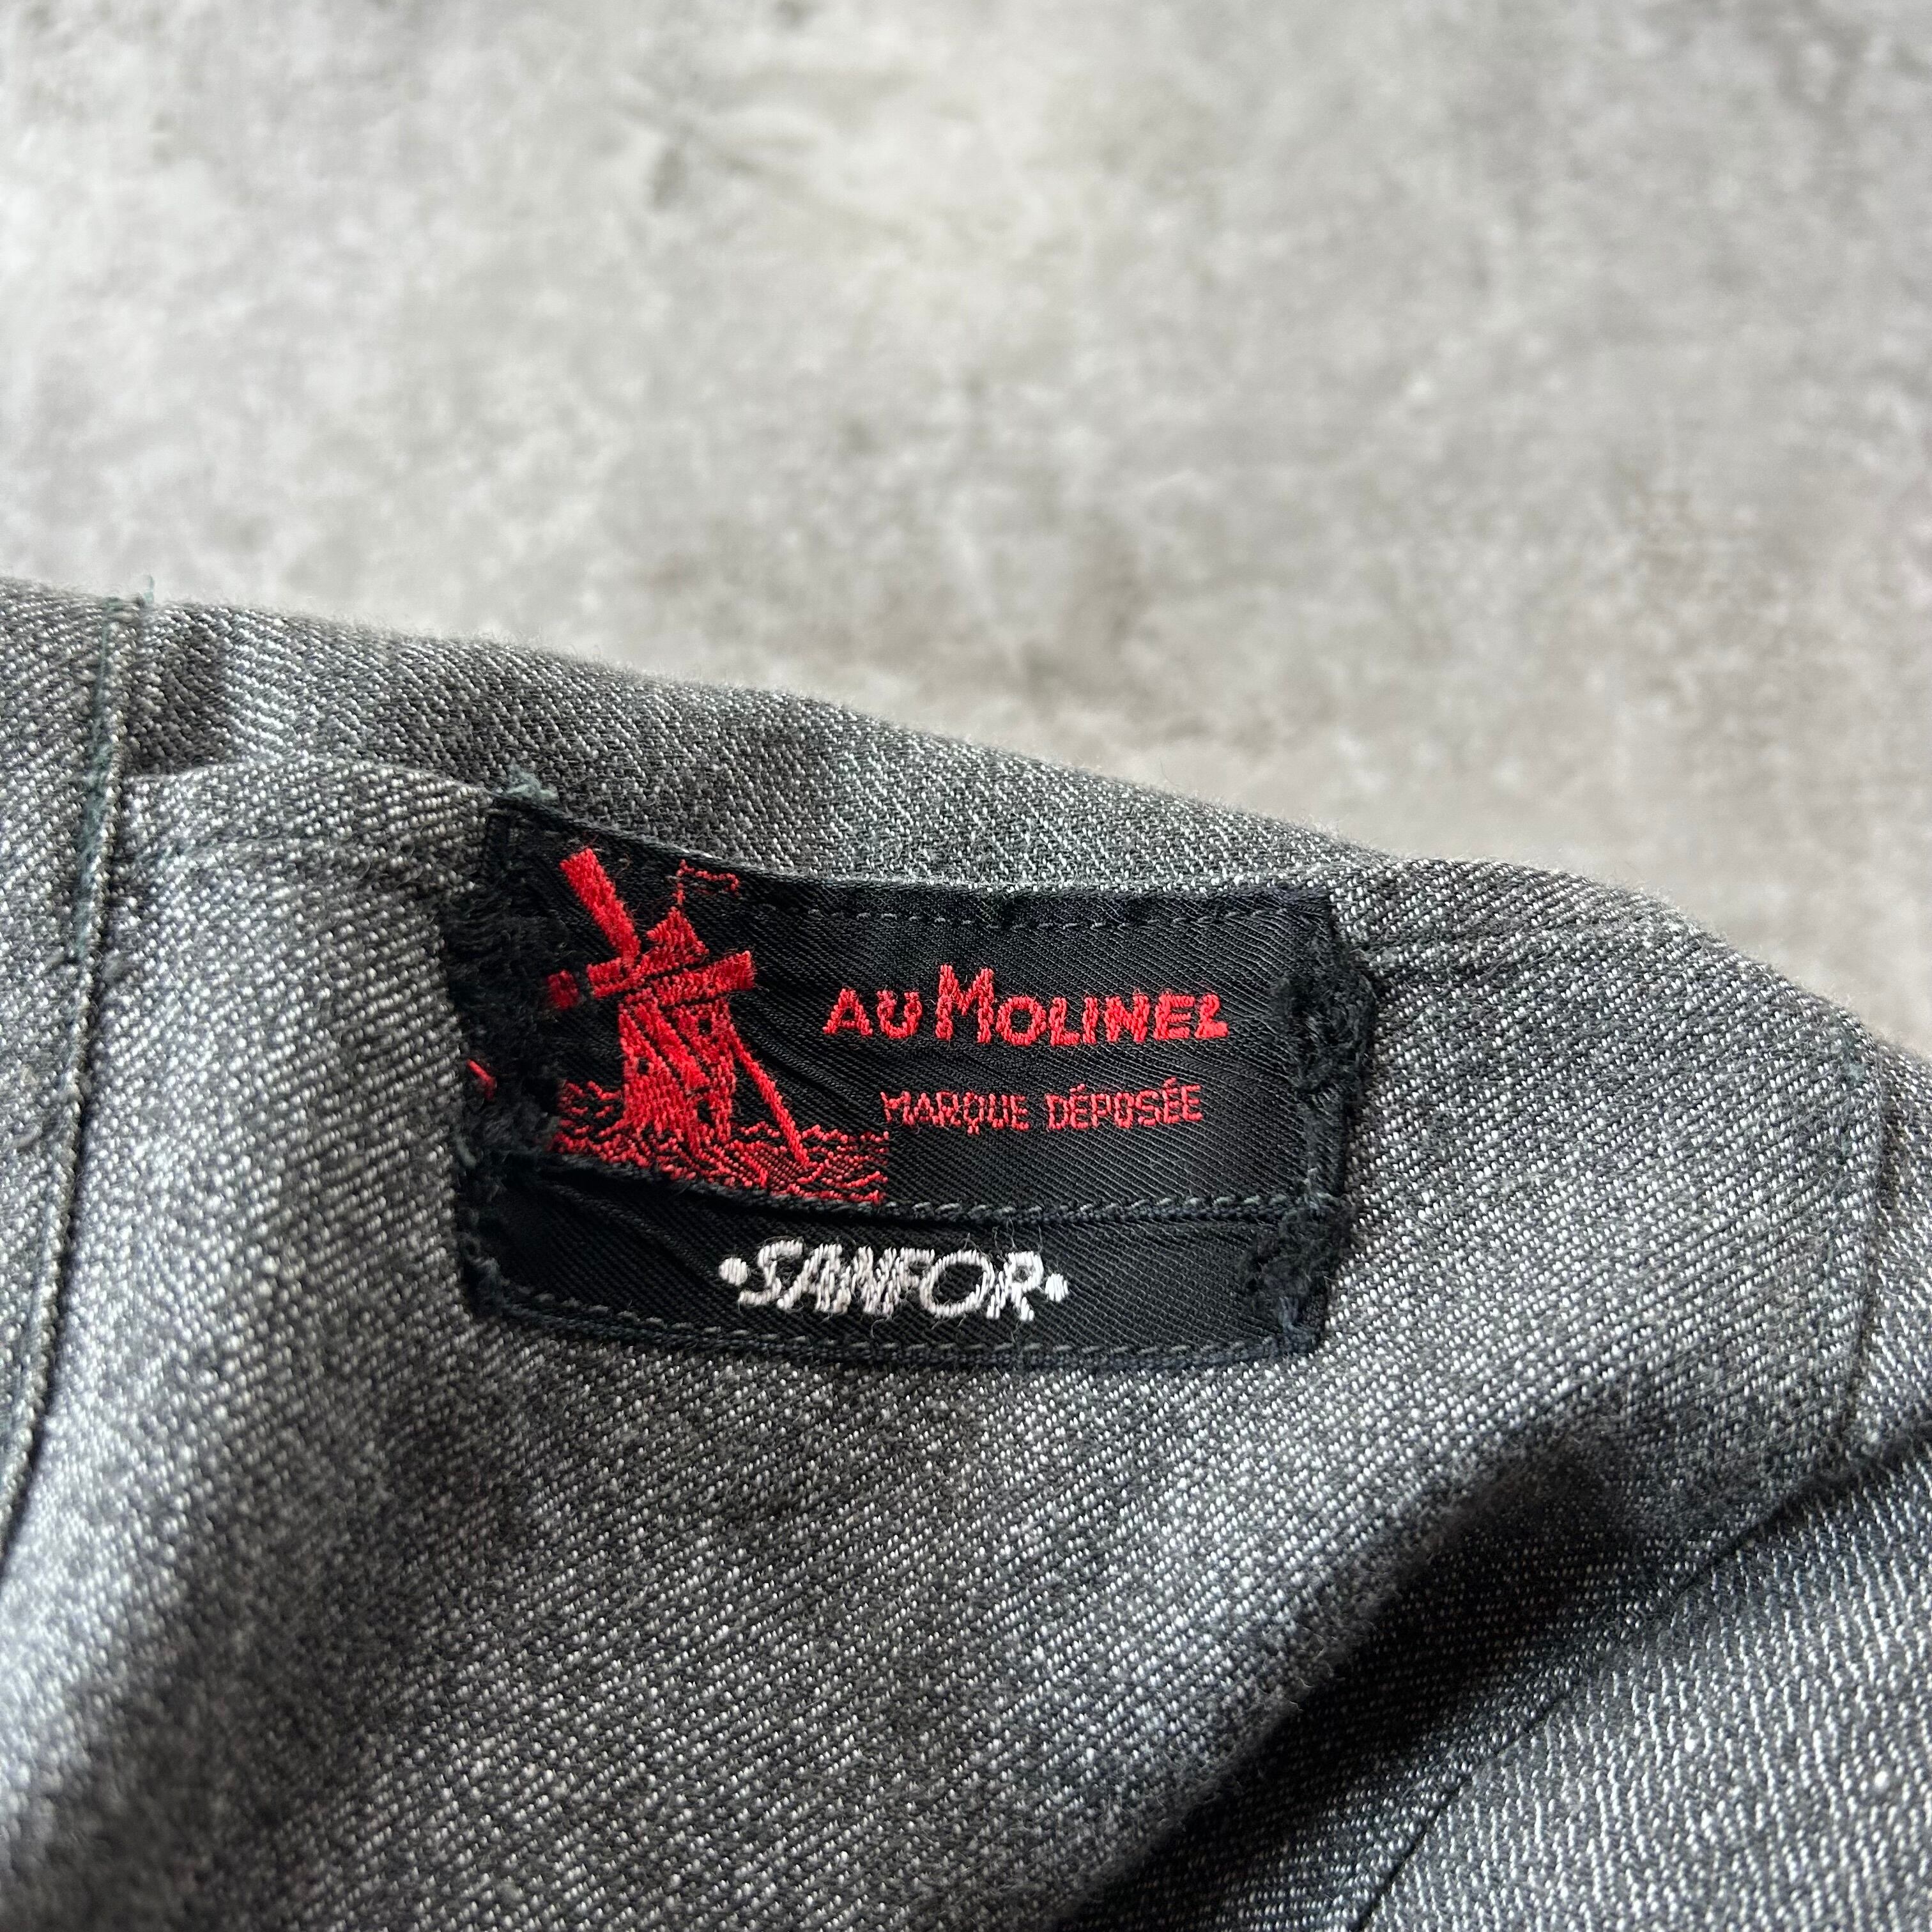 AU MOLINEL
MARQUE DÉPOSÉE
•SANFOR•